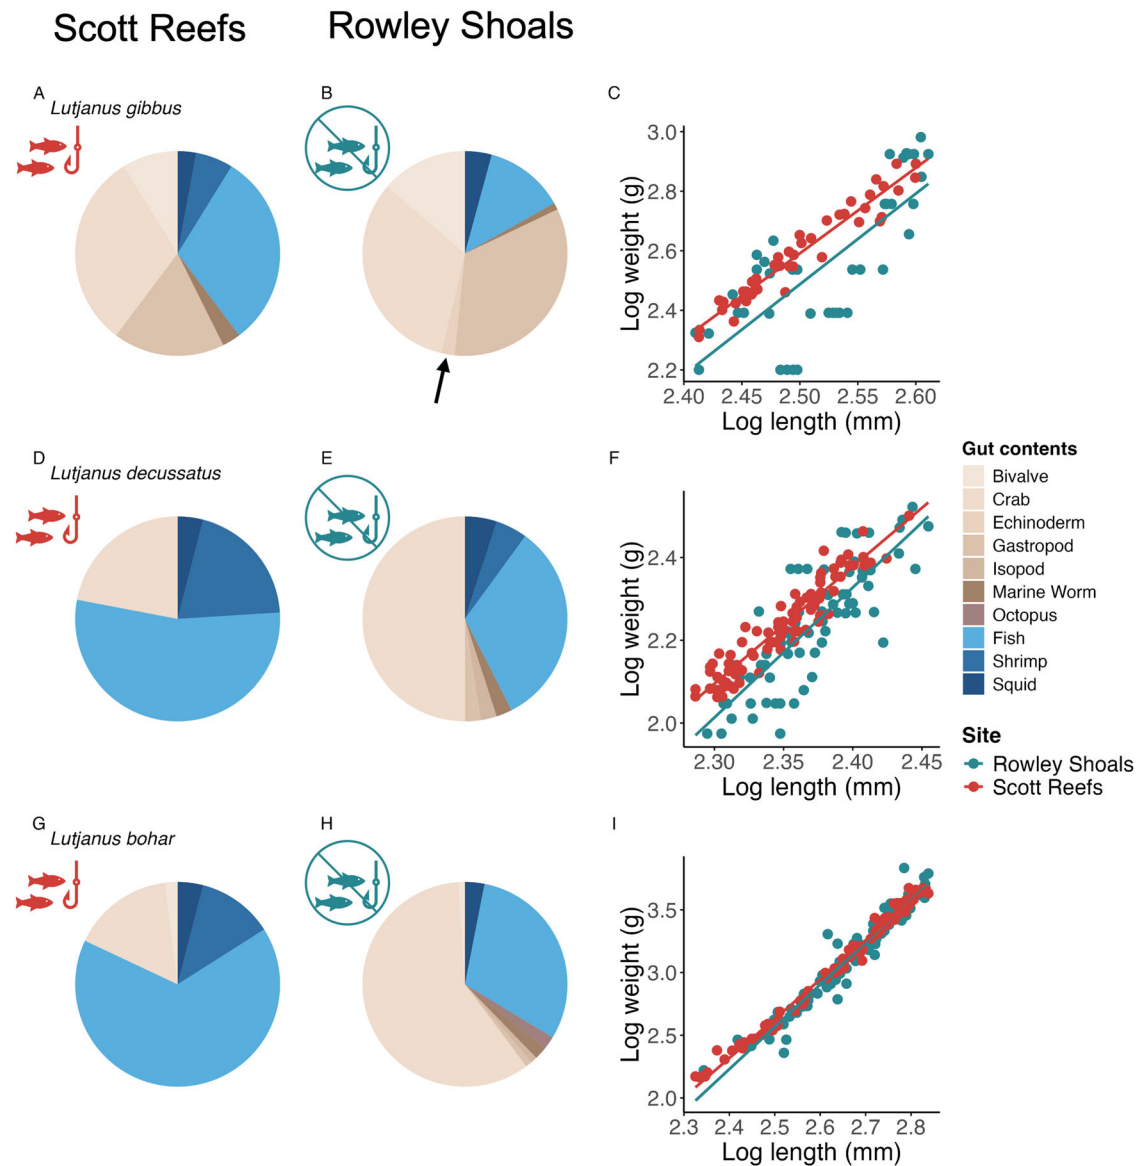 Scott Reefs
Rowley Shoals
A
Lutjanus gibbus
B
C
Log weight (g)
3.0
2.8
2.6
2.4
2.2
2.40 2.45 2.50 2.55 2.60
Log length (mm)
D
Lutjanus decussatus
E
F
Log weight (g)
2.4
2.2
2.0
2.30 2.35 2.40 2.45
Log length (mm)
Gut contents
Bivalve
Crab
Echinoderm
Gastropod
Isopod
Marine Worm
Octopus
Fish
Shrimp
Squid
Site
Rowley Shoals
Scott Reefs
G
Lutjanus bohar
H
I
Log weight (g)
3.5
3.0
2.5
2.0
2.3 2.4 2.5 2.6 2.7 2.8
Log length (mm)